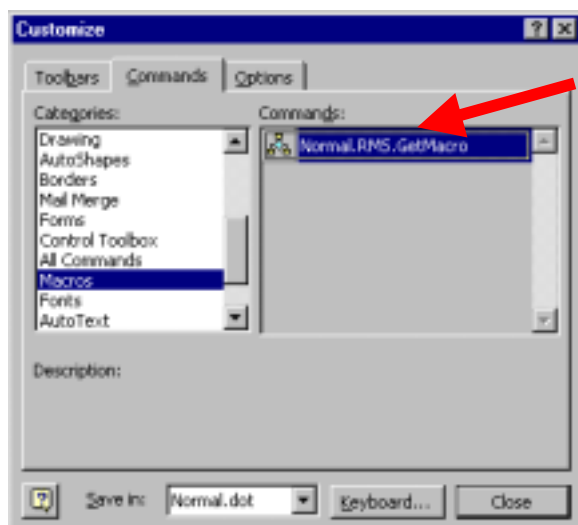 Customize
Toolbars Commands Options
Categories: Commands:
Drawing
AutoShapes
Borders
Mail Merge
Forms
Control Toolbox
All Commands
Macros
Fonts
AutoText
Normal.RMS.GetMacro
Description:
Save in: Normal.dot Keyboard... Close